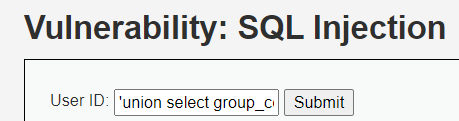 Vulnerability: SQL Injection
User ID: 'union select group_c Submit